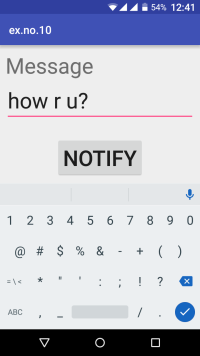 54% 12:41
ex.no.10
Message
how r u?
NOTIFY
1 2 3 4 5 6 7 8 9 0
@ # $ % & - + ( )
=\< * " ' : ; ! ?
ABC , _ / .